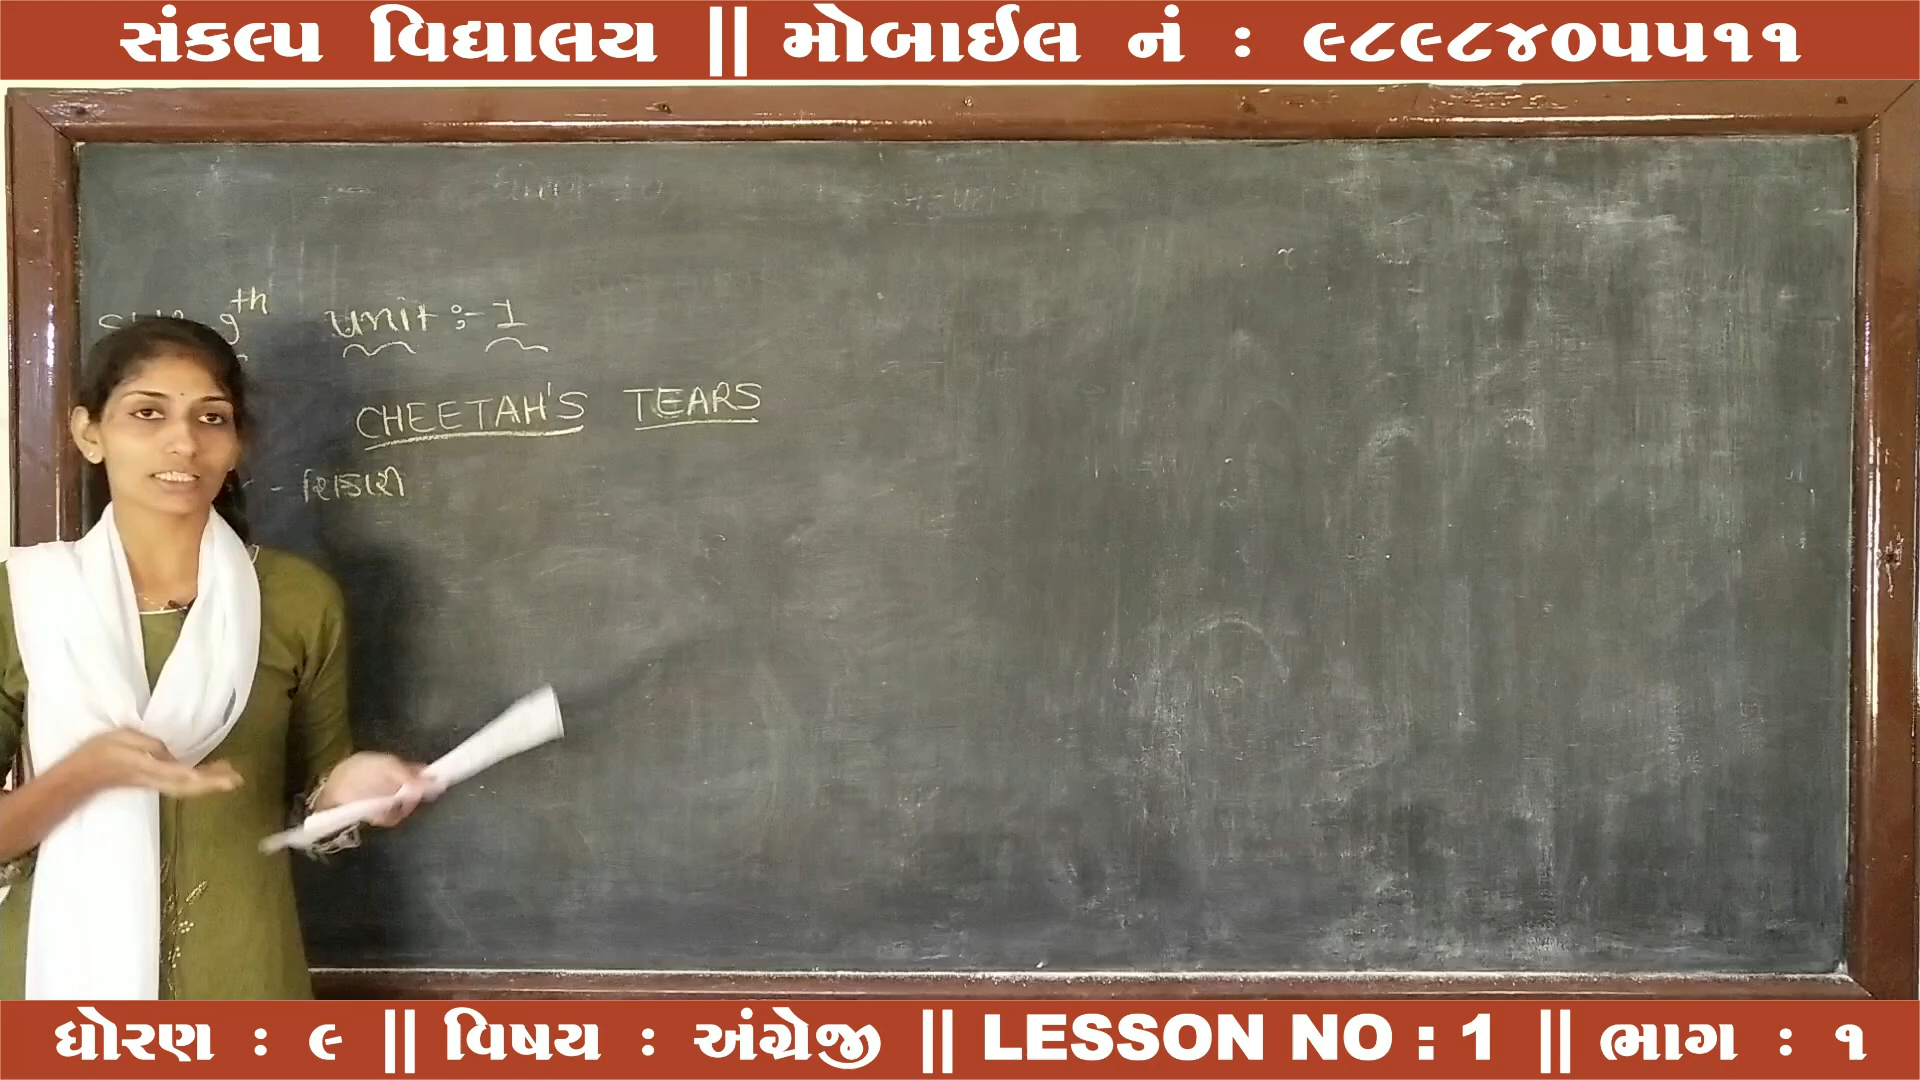 સંકલ્પ વિદ્યાલય || મોબાઈલ નં : ૯૮૯૮૪૦૫૫૧૧
9th unit :- 1
CHEETAH'S TEARS
- શિકારી
ધોરણ : ૯ || વિષય : અંગ્રેજી || LESSON NO : 1 || ભાગ : ૧